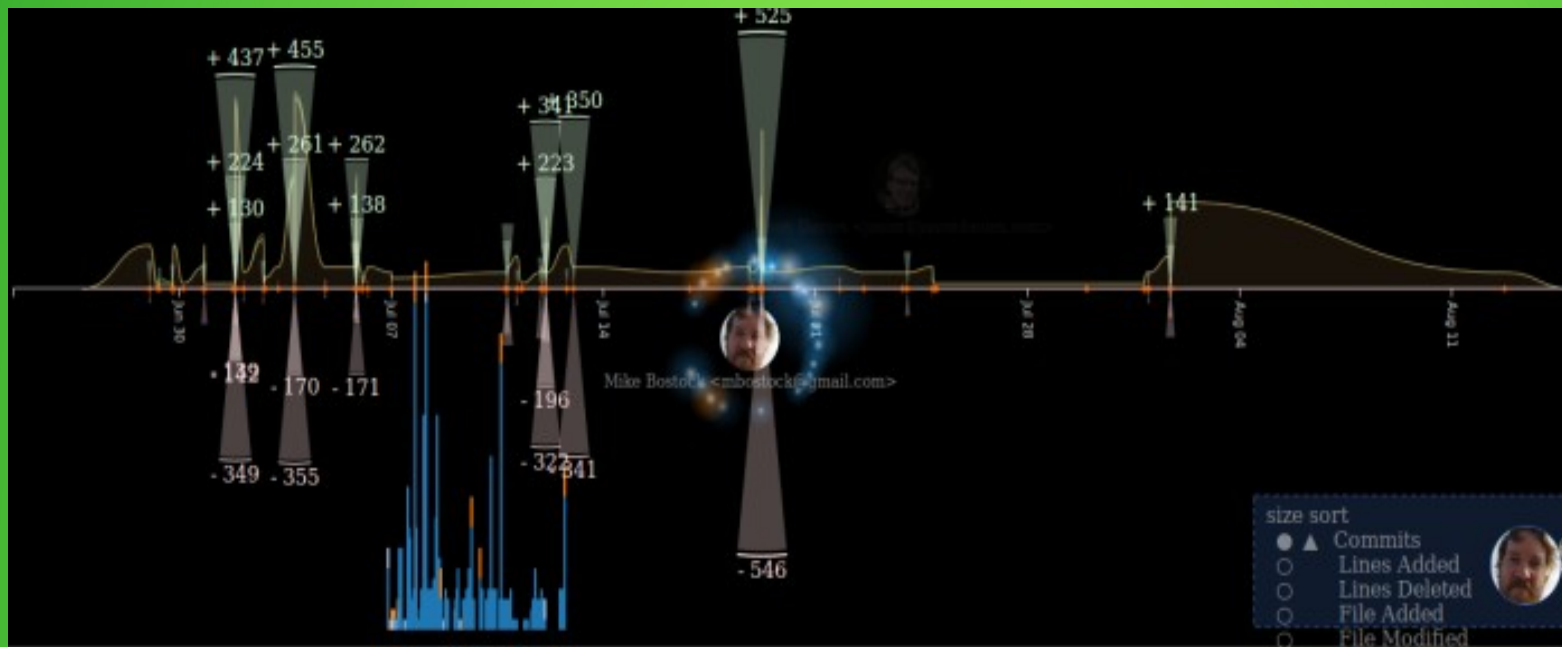 + 525
+ 437
+ 455
+ 341
+ 350
+ 224
+ 261
+ 262
+ 223
+ 130
+ 138
+ 141
Jun 30
Jul 07
Jul 14
Jul 28
Aug 04
Aug 11
- 170
- 171
Mike Bostock <mbostock@gmail.com>
- 196
- 349
- 355
- 322
- 546
size sort
Commits
Lines Added
Lines Deleted
File Added
File Modified